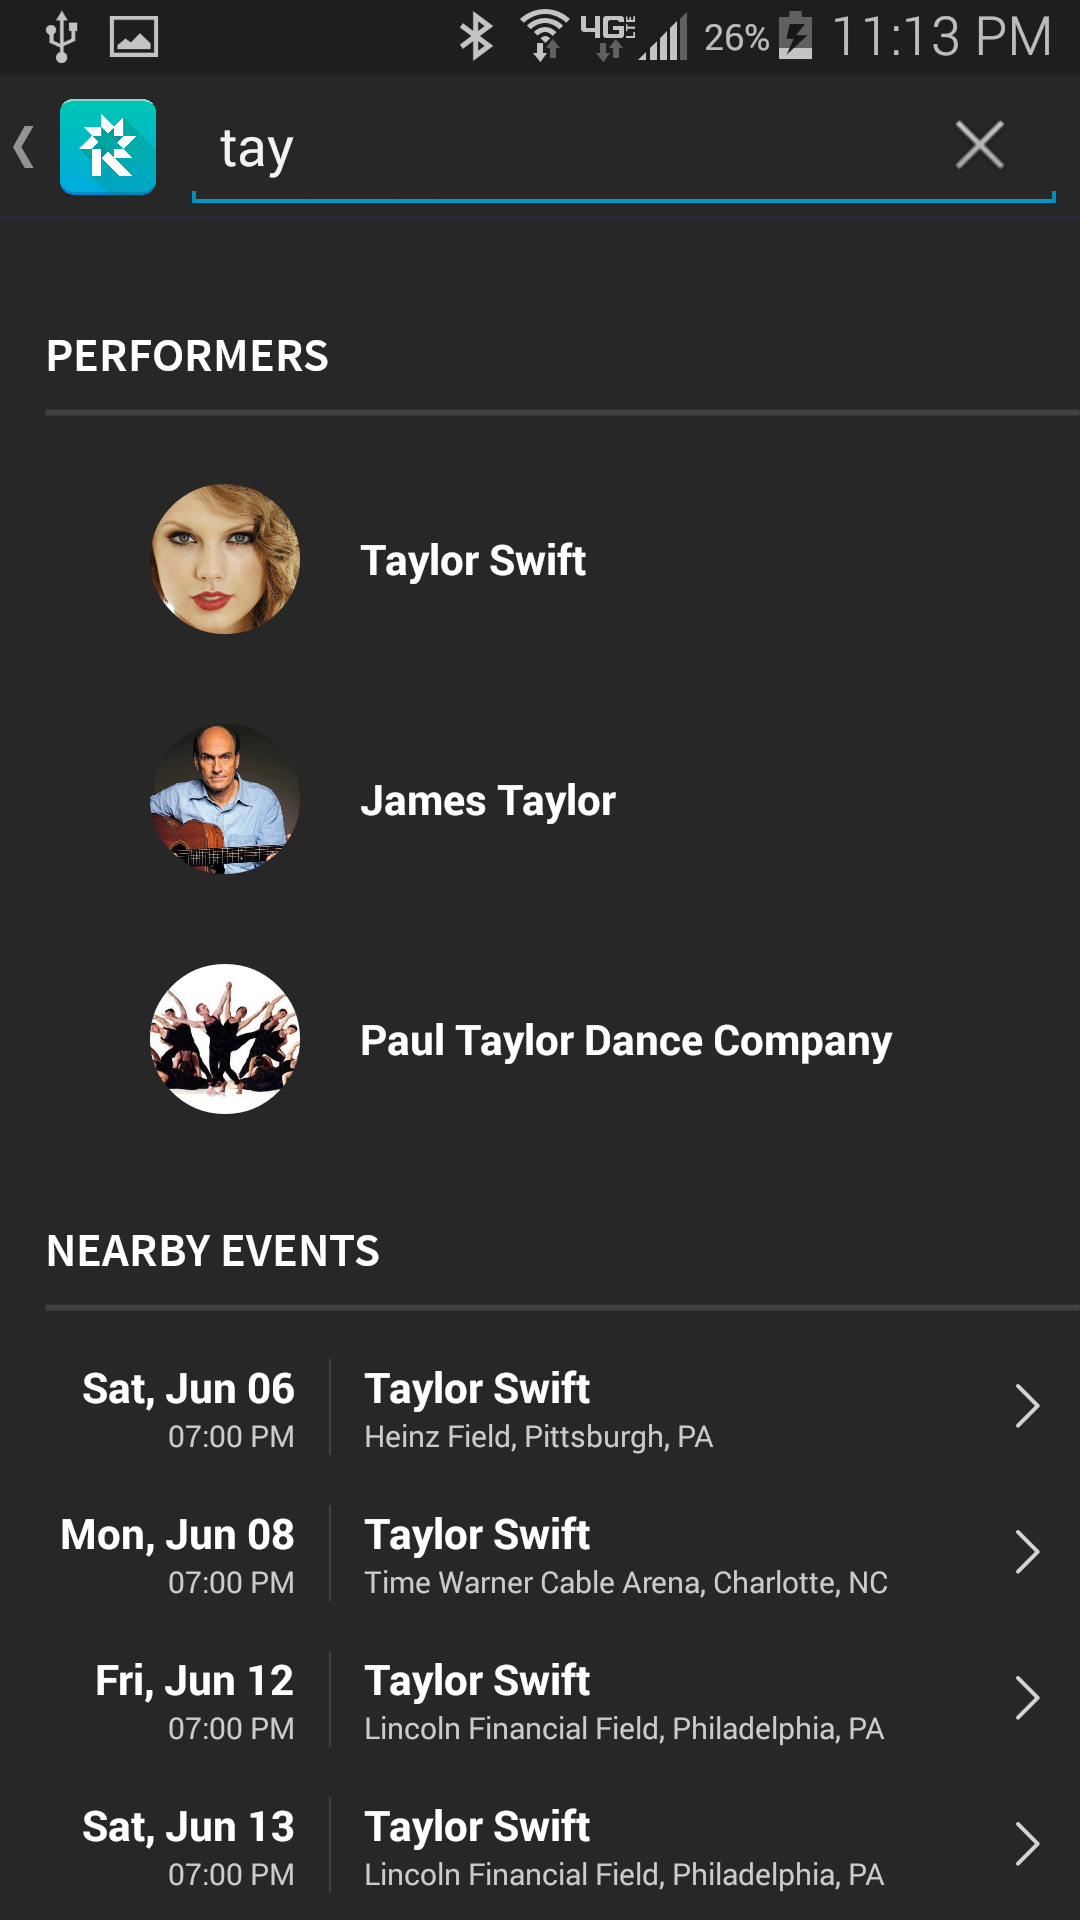 4G LTE 26% 11:13 PM
tay
PERFORMERS
Taylor Swift
James Taylor
Paul Taylor Dance Company
NEARBY EVENTS
Sat, Jun 06 Taylor Swift
07:00 PM Heinz Field, Pittsburgh, PA
Mon, Jun 08 Taylor Swift
07:00 PM Time Warner Cable Arena, Charlotte, NC
Fri, Jun 12 Taylor Swift
07:00 PM Lincoln Financial Field, Philadelphia, PA
Sat, Jun 13 Taylor Swift
07:00 PM Lincoln Financial Field, Philadelphia, PA